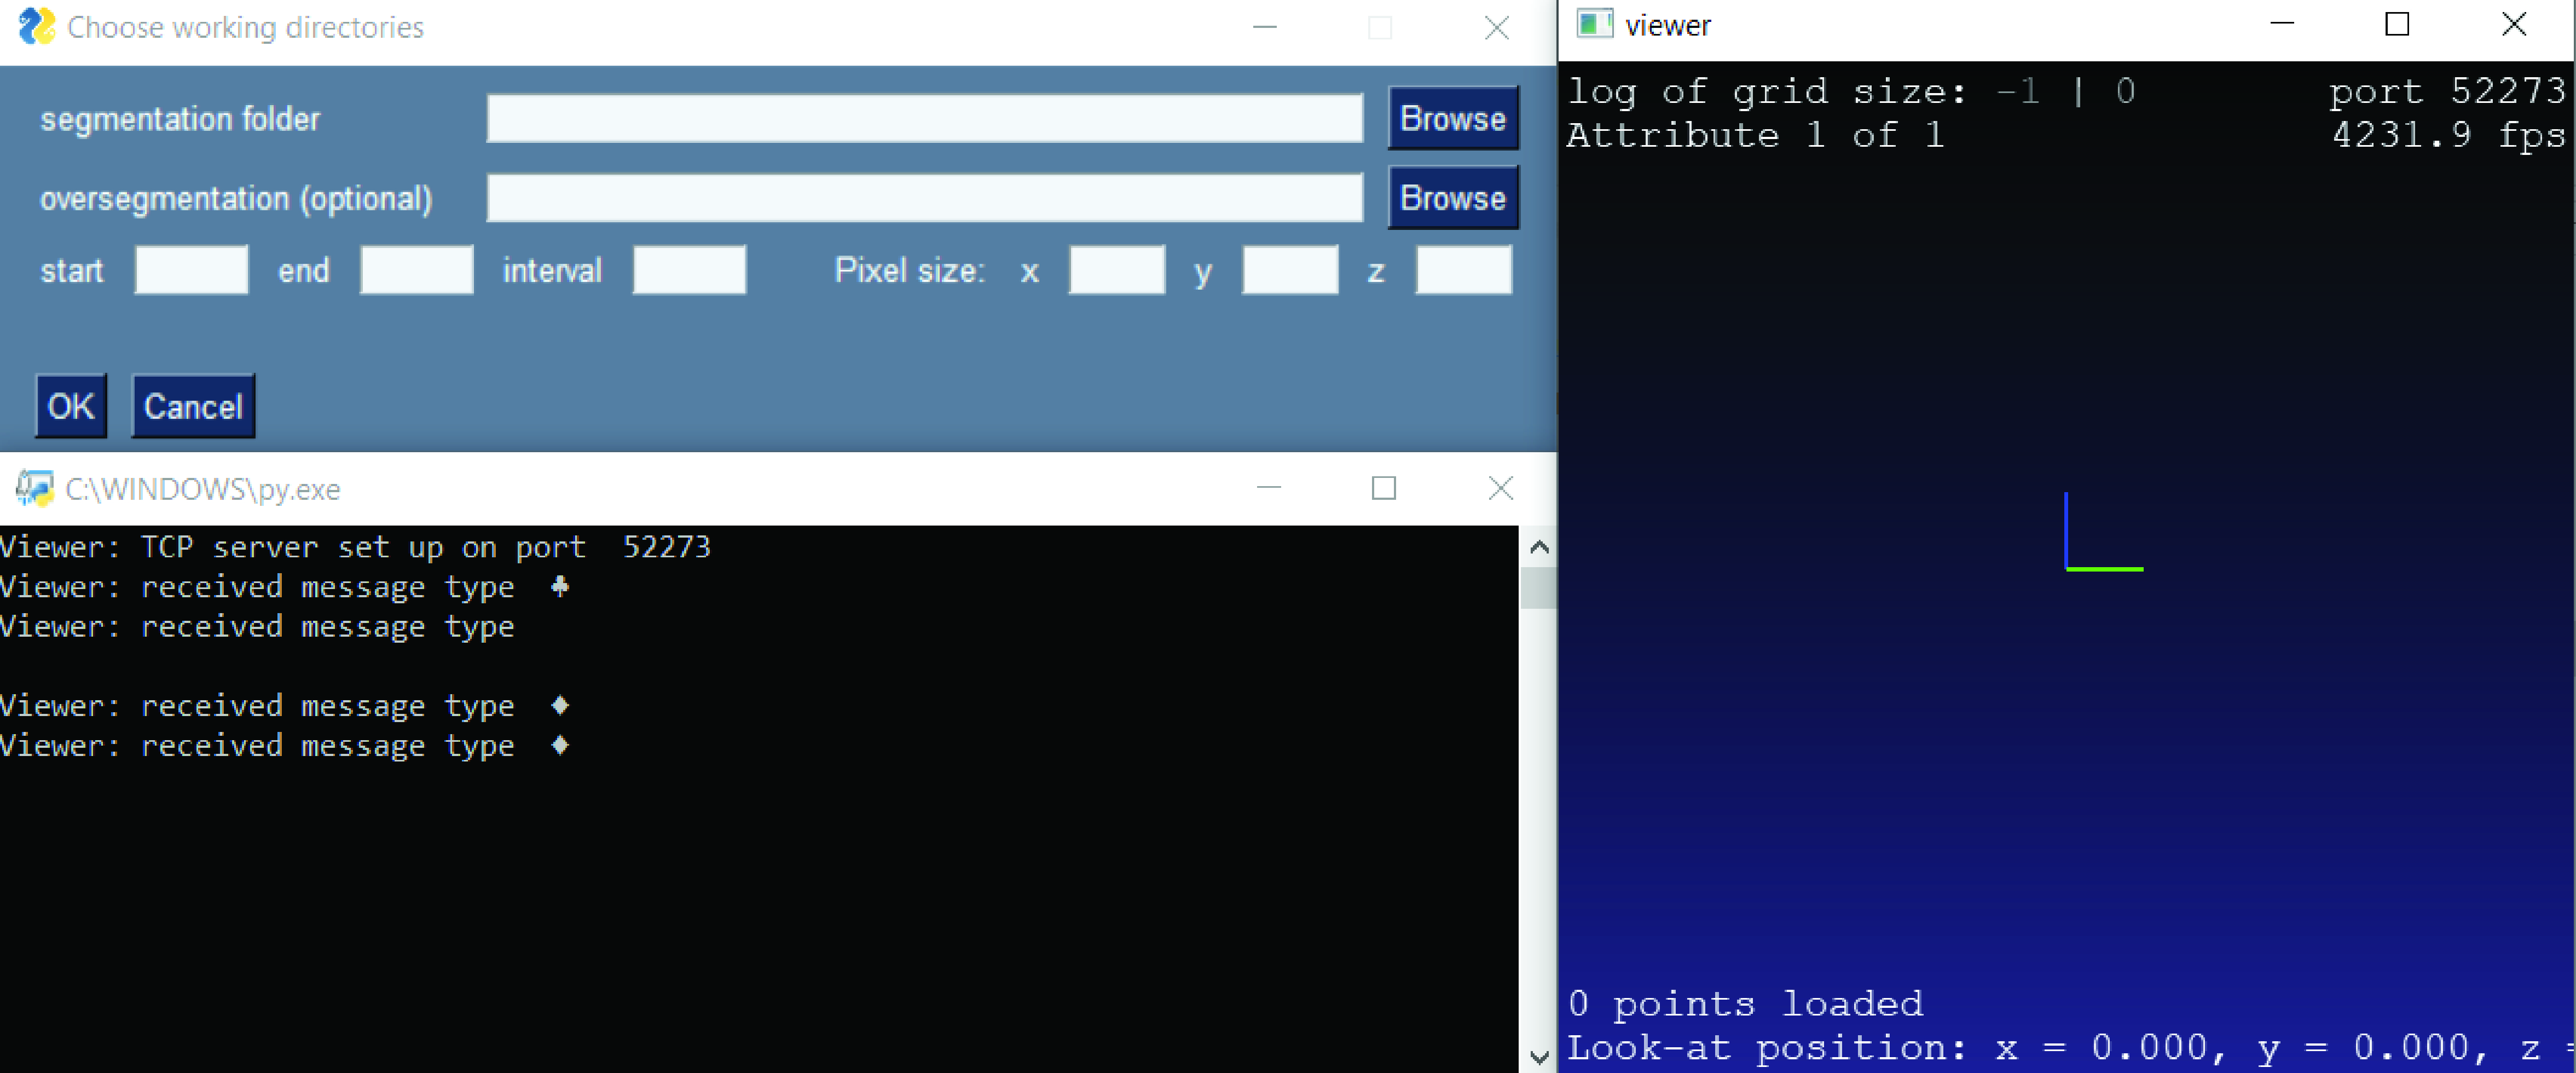 Choose working directories
segmentation folder Browse
oversegmentation (optional) Browse
start end interval Pixel size: x y z
OK Cancel
C:\WINDOWS\py.exe
Viewer: TCP server set up on port 52273
Viewer: received message type ♣
Viewer: received message type
Viewer: received message type ♦
Viewer: received message type ♦
viewer
log of grid size: -1 | 0 port 52273
Attribute 1 of 1 4231.9 fps
0 points loaded
Look-at position: x = 0.000, y = 0.000, z =